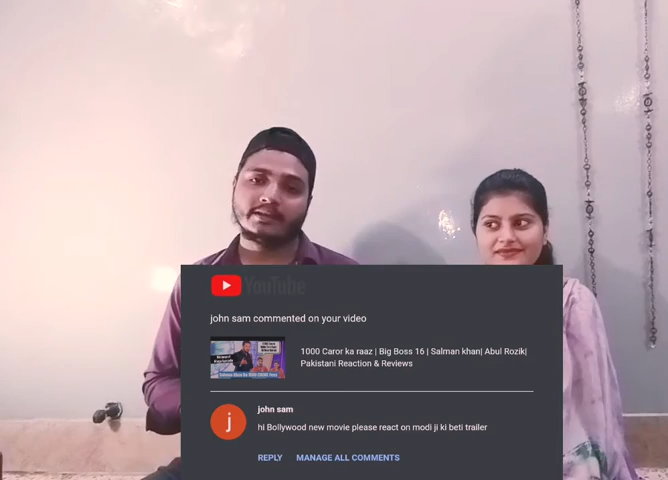 YouTube
john sam commented on your video
1000 Caror ka raaz | Big Boss 16 | Salman khan| Abul Rozik|
Pakistani Reaction & Reviews
j
john sam
hi Bollywood new movie please react on modi ji ki beti trailer
REPLY MANAGE ALL COMMENTS